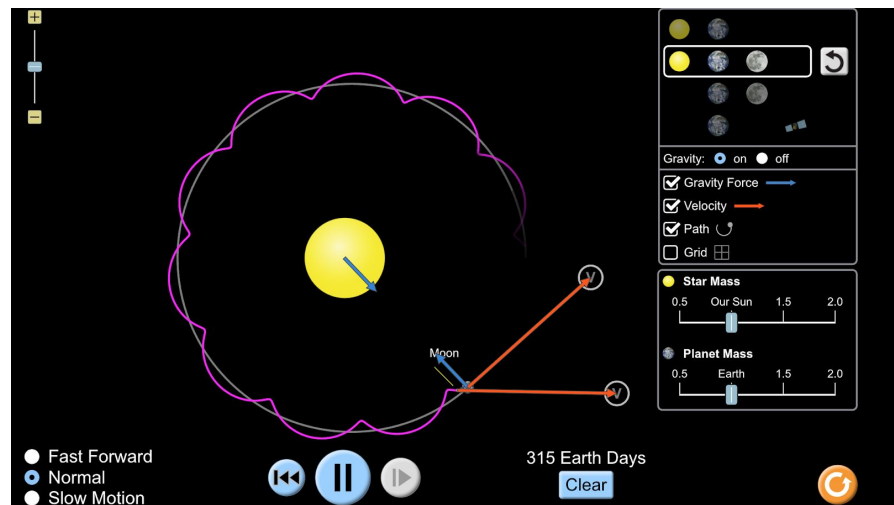 Gravity: on off
Gravity Force
Velocity
Path
Grid
Star Mass
0.5 Our Sun 1.5 2.0
Planet Mass
0.5 Earth 1.5 2.0
V
Moon
V
Fast Forward
Normal
Slow Motion
315 Earth Days
Clear